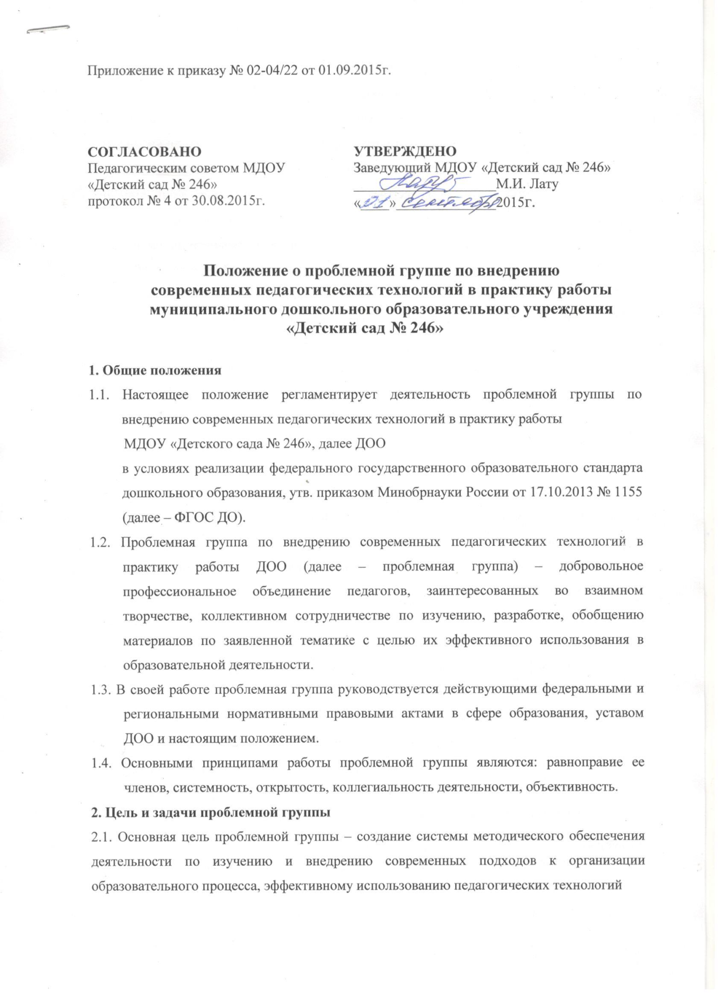 Приложение к приказу № 02-04/22 от 01.09.2015г.
СОГЛАСОВАНО
Педагогическим советом МДОУ
«Детский сад № 246»
протокол № 4 от 30.08.2015г.
УТВЕРЖДЕНО
Заведующий МДОУ «Детский сад № 246»
М.И. Лату
«01» сентября 2015г.
Положение о проблемной группе по внедрению
современных педагогических технологий в практику работы
муниципального дошкольного образовательного учреждения
«Детский сад № 246»
1. Общие положения
1.1. Настоящее положение регламентирует деятельность проблемной группы по
внедрению современных педагогических технологий в практику работы
МДОУ «Детского сада № 246», далее ДОО
в условиях реализации федерального государственного образовательного стандарта
дошкольного образования, утв. приказом Минобрнауки России от 17.10.2013 № 1155
(далее – ФГОС ДО).
1.2. Проблемная группа по внедрению современных педагогических технологий в
практику работы ДОО (далее – проблемная группа) – добровольное
профессиональное объединение педагогов, заинтересованных во взаимном
творчестве, коллективном сотрудничестве по изучению, разработке, обобщению
материалов по заявленной тематике с целью их эффективного использования в
образовательной деятельности.
1.3. В своей работе проблемная группа руководствуется действующими федеральными и
региональными нормативными правовыми актами в сфере образования, уставом
ДОО и настоящим положением.
1.4. Основными принципами работы проблемной группы являются: равноправие ее
членов, системность, открытость, коллегиальность деятельности, объективность.
2. Цель и задачи проблемной группы
2.1. Основная цель проблемной группы – создание системы методического обеспечения
деятельности по изучению и внедрению современных подходов к организации
образовательного процесса, эффективному использованию педагогических технологий